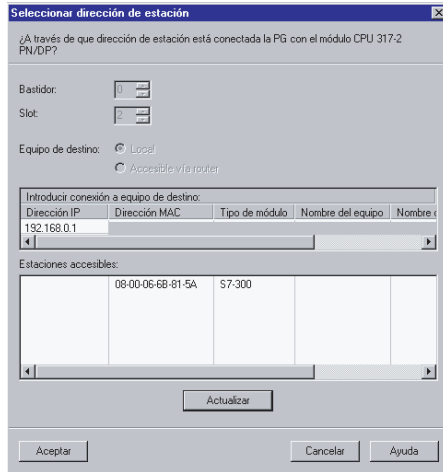 Seleccionar dirección de estación
¿A través de que dirección de estación está conectada la PG con el módulo CPU 317-2
PN/DP?
Bastidor: 0
Slot: 2
Equipo de destino: Local
Accesible vía router
Introducir conexión a equipo de destino:
Dirección IP Dirección MAC Tipo de módulo Nombre del equipo Nombre
192.168.0.1
Estaciones accesibles:
08-00-06-6B-81-5A S7-300
Actualizar
Aceptar Cancelar Ayuda